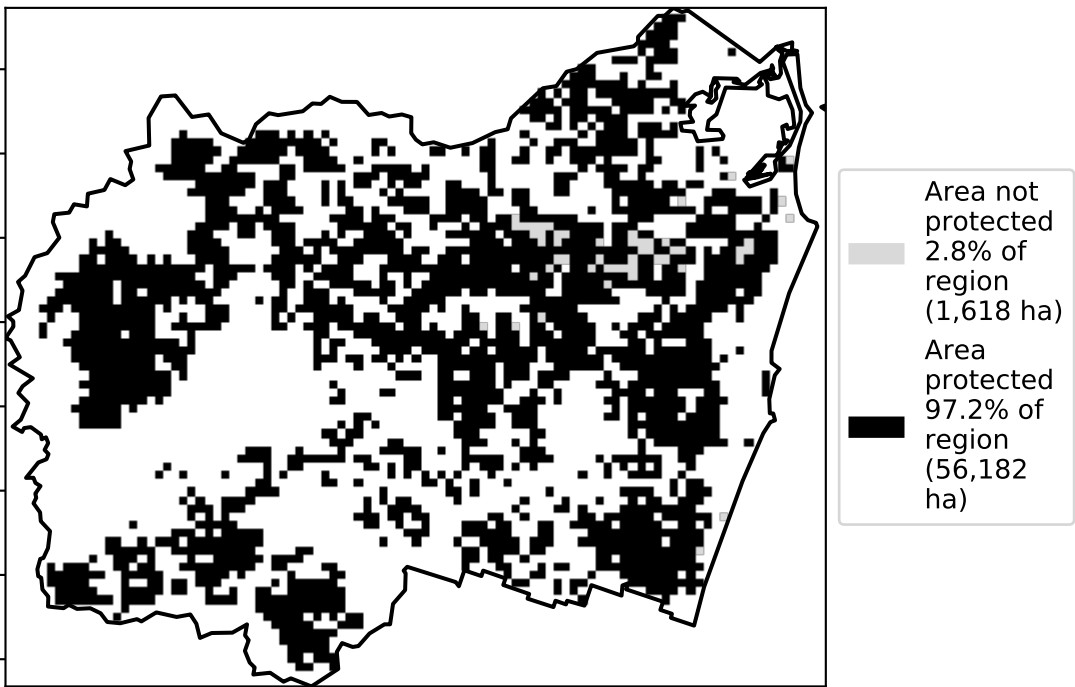 Area not
protected
2.8% of
region
(1,618 ha)
Area
protected
97.2% of
region
(56,182
ha)